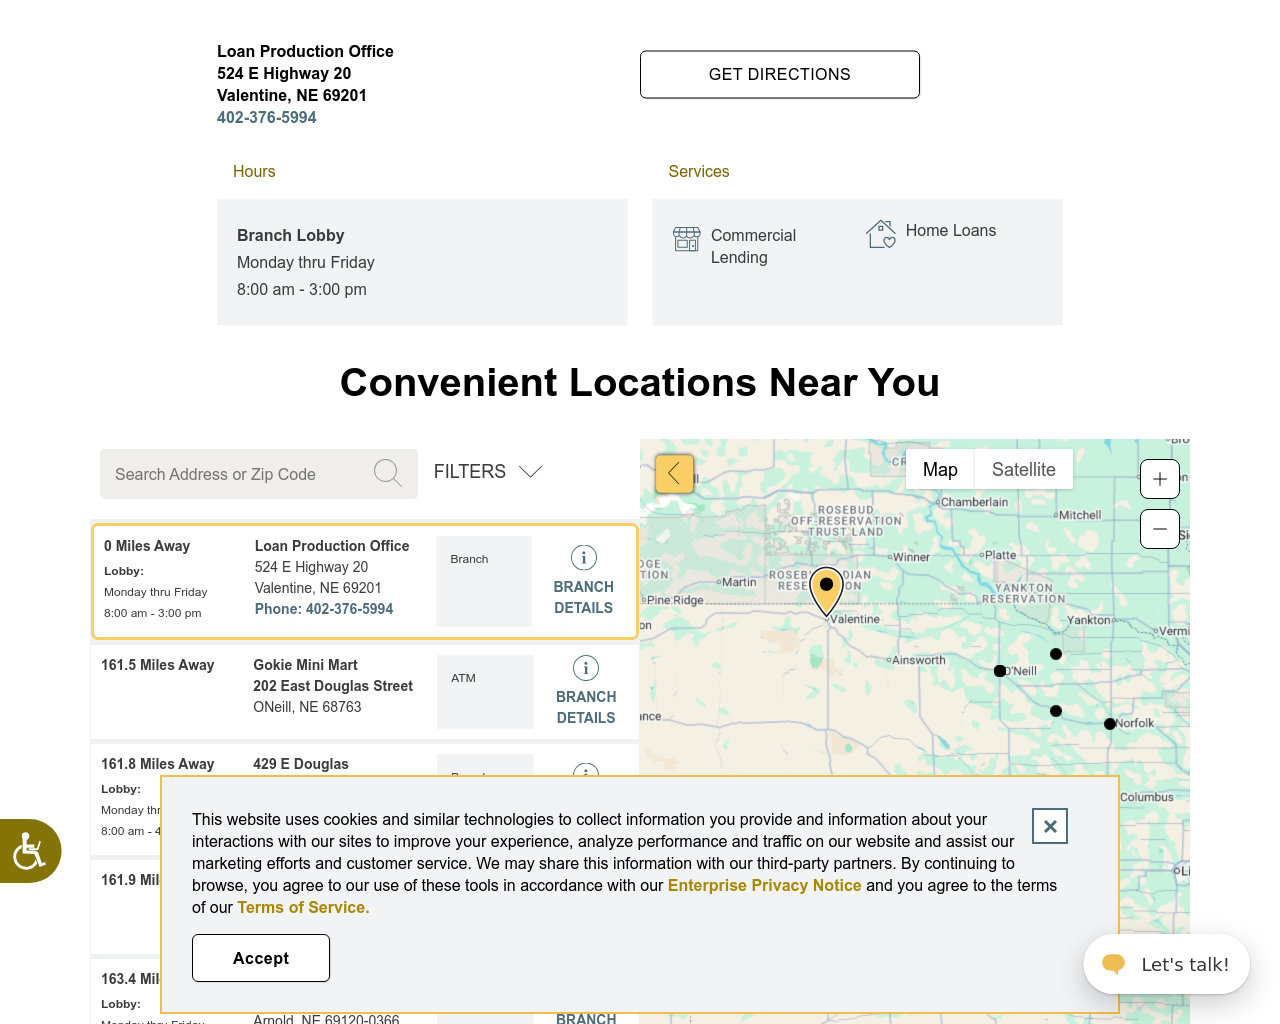 Loan Production Office
524 E Highway 20
Valentine, NE 69201
402-376-5994
GET DIRECTIONS
Hours
Services
Branch Lobby
Monday thru Friday
8:00 am - 3:00 pm
Commercial
Lending
Home Loans
Convenient Locations Near You
Search Address or Zip Code
FILTERS
0 Miles Away
Lobby:
Monday thru Friday
8:00 am - 3:00 pm
Loan Production Office
524 E Highway 20
Valentine, NE 69201
Phone: 402-376-5994
Branch
BRANCH
DETAILS
161.5 Miles Away
Gokie Mini Mart
202 East Douglas Street
ONeill, NE 68763
ATM
BRANCH
DETAILS
161.8 Miles Away
Lobby:
Monday thr
8:00 am - 4
429 E Douglas
161.9 Mil
163.4 Mil
Lobby:
Monday thru Friday
Arnold, NE 69120-0366
BRANCH
Map
Satellite
Chamberlain
Mitchell
ROSEBUD
OFF-RESERVATION
TRUST LAND
Winner
Platte
Martin
Pine Ridge
YANKTON
RESERVATION
Valentine
Yankton
Vermi
Ainsworth
O'Neill
Norfolk
Columbus
This website uses cookies and similar technologies to collect information you provide and information about your
interactions with our sites to improve your experience, analyze performance and traffic on our website and assist our
marketing efforts and customer service. We may share this information with our third-party partners. By continuing to
browse, you agree to our use of these tools in accordance with our Enterprise Privacy Notice and you agree to the terms
of our Terms of Service.
Accept
Let's talk!